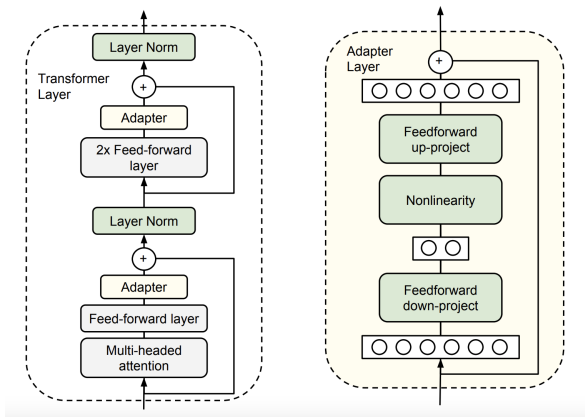 Layer Norm
Transformer
Layer
+
Adapter
2x Feed-forward
layer
Layer Norm
+
Adapter
Feed-forward layer
Multi-headed
attention
Adapter
Layer
+
Feedforward
up-project
Nonlinearity
Feedforward
down-project